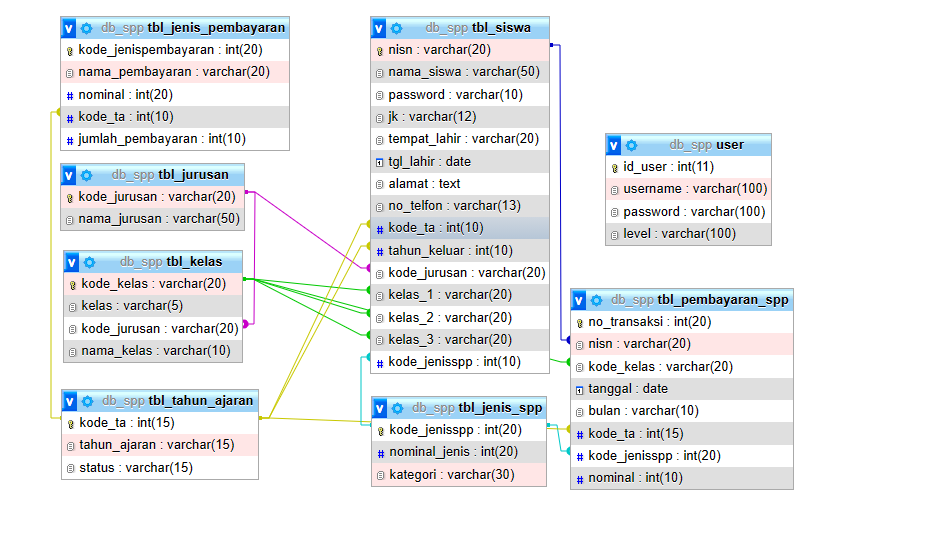 db_spp tbl_jenis_pembayaran
kode_jenispembayaran : int(20)
nama_pembayaran : varchar(20)
nominal : int(20)
kode_ta : int(10)
jumlah_pembayaran : int(10)
db_spp tbl_jurusan
kode_jurusan : varchar(20)
nama_jurusan : varchar(50)
db_spp tbl_kelas
kode_kelas : varchar(20)
kelas : varchar(5)
kode_jurusan : varchar(20)
nama_kelas : varchar(10)
db_spp tbl_tahun_ajaran
kode_ta : int(15)
tahun_ajaran : varchar(15)
status : varchar(15)
db_spp tbl_siswa
nisn : varchar(20)
nama_siswa : varchar(50)
password : varchar(10)
jk : varchar(12)
tempat_lahir : varchar(20)
tgl_lahir : date
alamat : text
no_telfon : varchar(13)
kode_ta : int(10)
tahun_keluar : int(10)
kode_jurusan : varchar(20)
kelas_1 : varchar(20)
kelas_2 : varchar(20)
kelas_3 : varchar(20)
kode_jenisspp : int(10)
db_spp tbl_jenis_spp
kode_jenisspp : int(20)
nominal_jenis : int(20)
kategori : varchar(30)
db_spp user
id_user : int(11)
username : varchar(100)
password : varchar(100)
level : varchar(100)
db_spp tbl_pembayaran_spp
no_transaksi : int(20)
nisn : varchar(20)
kode_kelas : varchar(20)
tanggal : date
bulan : varchar(10)
kode_ta : int(15)
kode_jenisspp : int(20)
nominal : int(10)